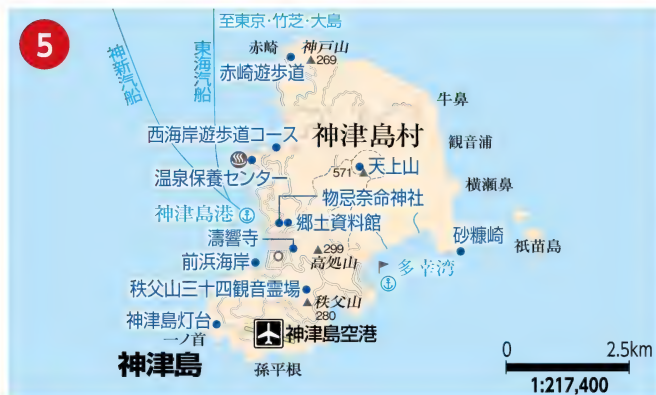 5
至東京・竹芝・大島
神新汽船
東海汽船
赤崎
神戸山
269
赤崎遊歩道
牛鼻
西海岸遊歩道コース
神津島村
観音浦
温泉保養センター
571
天上山
横瀬鼻
物忌奈命神社
神津島港
郷土資料館
祇苗島
濤響寺
299
高処山
砂糠崎
前浜海岸
多幸湾
秩父山三十四観音霊場
秩父山
280
神津島灯台
一ノ首
神津島空港
神津島
孫平根
0 2.5km
1:217,400